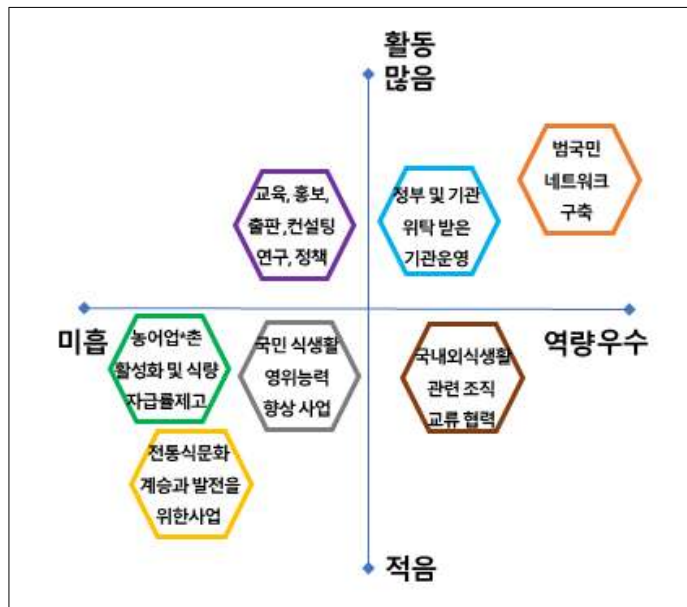 활동
많음
범국민
네트워크
구축
교육, 홍보,
출판 ,컨설팅
연구, 정책
정부 및 기관
위탁 받은
기관운영
미흡
역량우수
농어업*촌
활성화 및 식량
자급률제고
국민 식생활
영위능력
향상 사업
국내외식생활
관련 조직
교류 협력
전통식문화
계승과 발전을
위한사업
적음